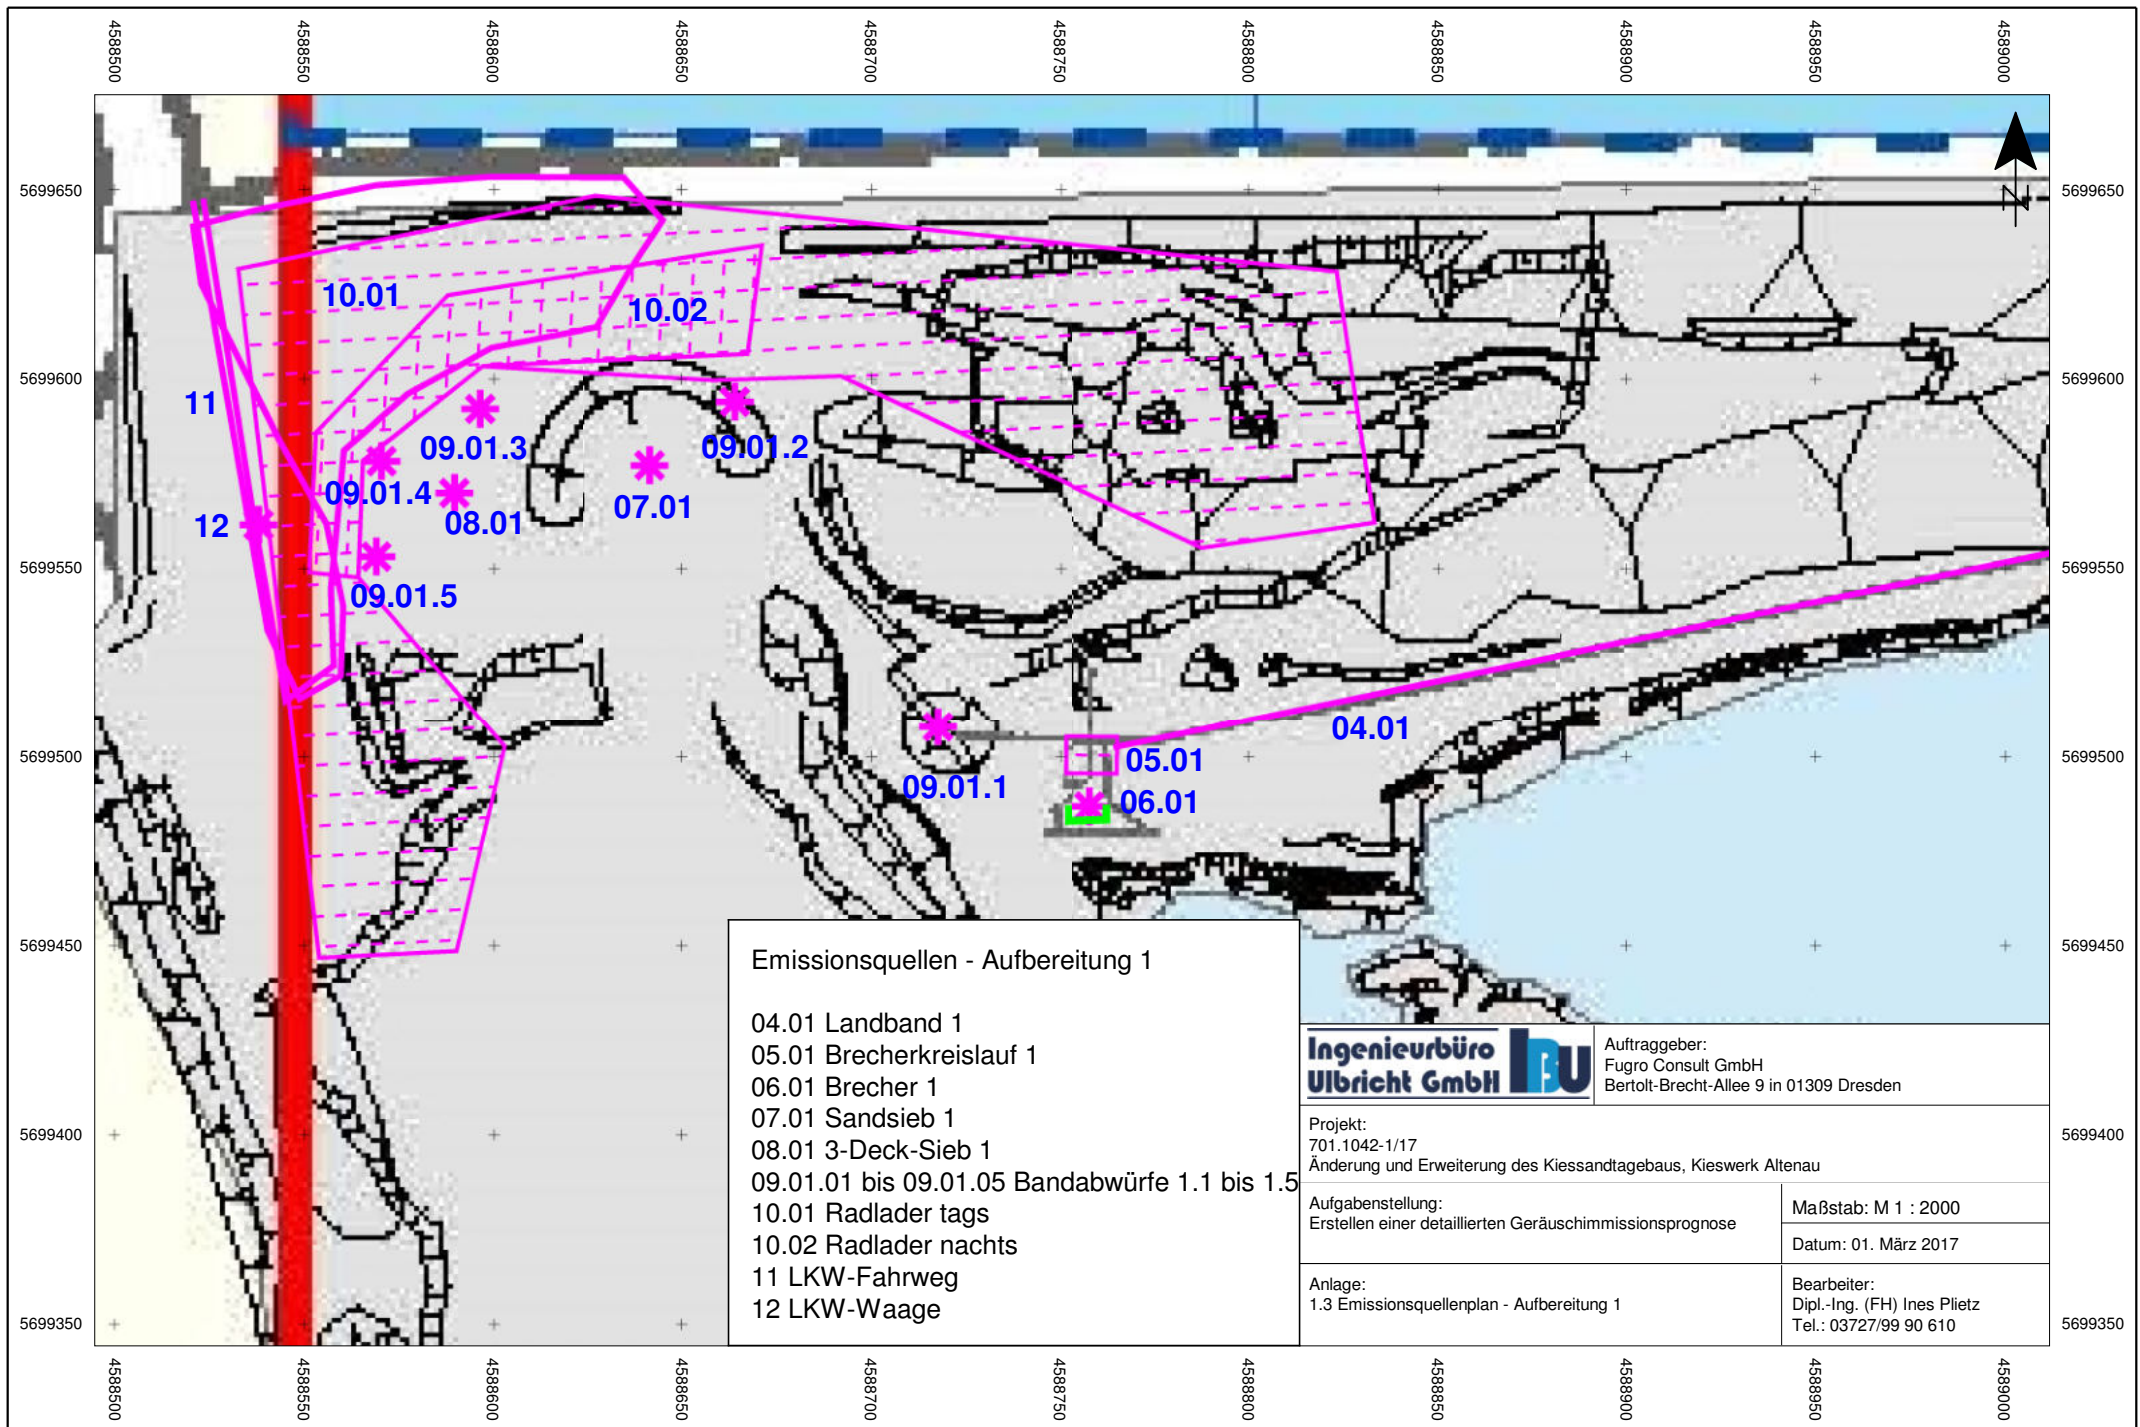 4588500 4588550 4588600 4588650 4588700 4588750 4588800 4588850 4588900 4588950 4589000
5699650 5699650
N
10.01
10.02
5699600 5699600
11
09.01.3
09.01.2
09.01.4
07.01
08.01
12
5699550 5699550
09.01.5
04.01
5699500 05.01 5699500
09.01.1
06.01
5699450 5699450
Emissionsquellen - Aufbereitung 1
04.01 Landband 1
05.01 Brecherkreislauf 1
06.01 Brecher 1
07.01 Sandsieb 1
08.01 3-Deck-Sieb 1
09.01.01 bis 09.01.05 Bandabwürfe 1.1 bis 1.5
10.01 Radlader tags
10.02 Radlader nachts
11 LKW-Fahrweg
12 LKW-Waage
Ingenieurbüro
Ulbricht GmbH
IBU
Auftraggeber:
Fugro Consult GmbH
Bertolt-Brecht-Allee 9 in 01309 Dresden
Projekt:
701.1042-1/17
Änderung und Erweiterung des Kiessandtagebaus, Kieswerk Altenau
5699400 5699400
Aufgabenstellung:
Erstellen einer detaillierten Geräuschimmissionsprognose
Maßstab: M 1 : 2000
Datum: 01. März 2017
Anlage:
1.3 Emissionsquellenplan - Aufbereitung 1
Bearbeiter:
Dipl.-Ing. (FH) Ines Plietz
Tel.: 03727/99 90 610
5699350 5699350
4588500 4588550 4588600 4588650 4588700 4588750 4588800 4588850 4588900 4588950 4589000